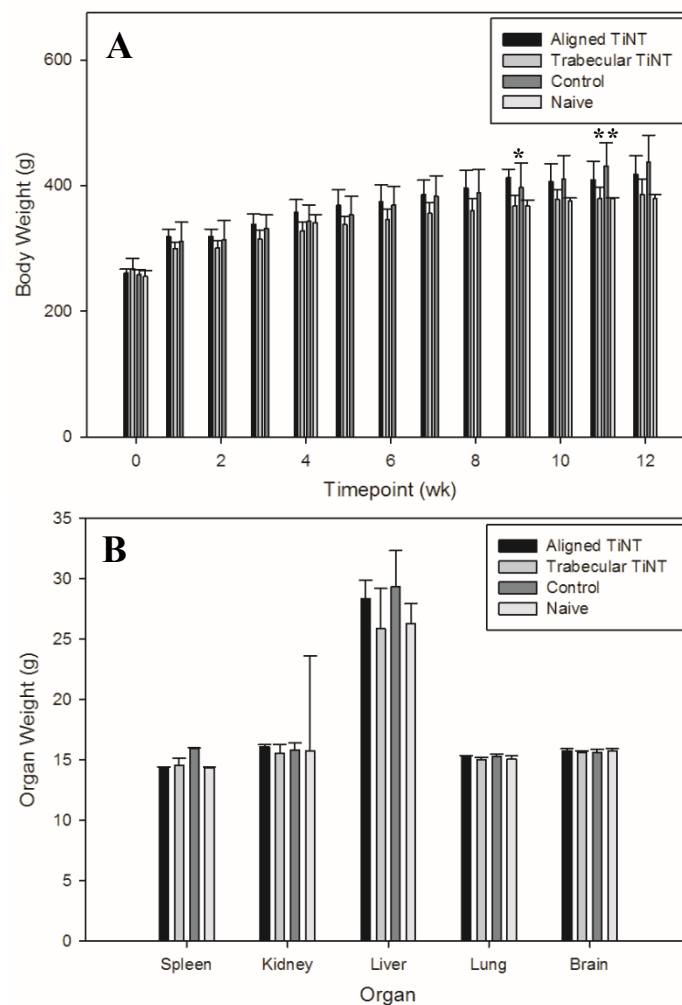 A
Aligned TiNT
Trabecular TiNT
Control
Naive
600
400
200
0
* **
Body Weight (g)
0 2 4 6 8 10 12
Timepoint (wk)
B
Aligned TiNT
Trabecular TiNT
Control
Naive
35
30
25
20
15
10
5
0
Organ Weight (g)
Spleen Kidney Liver Lung Brain
Organ